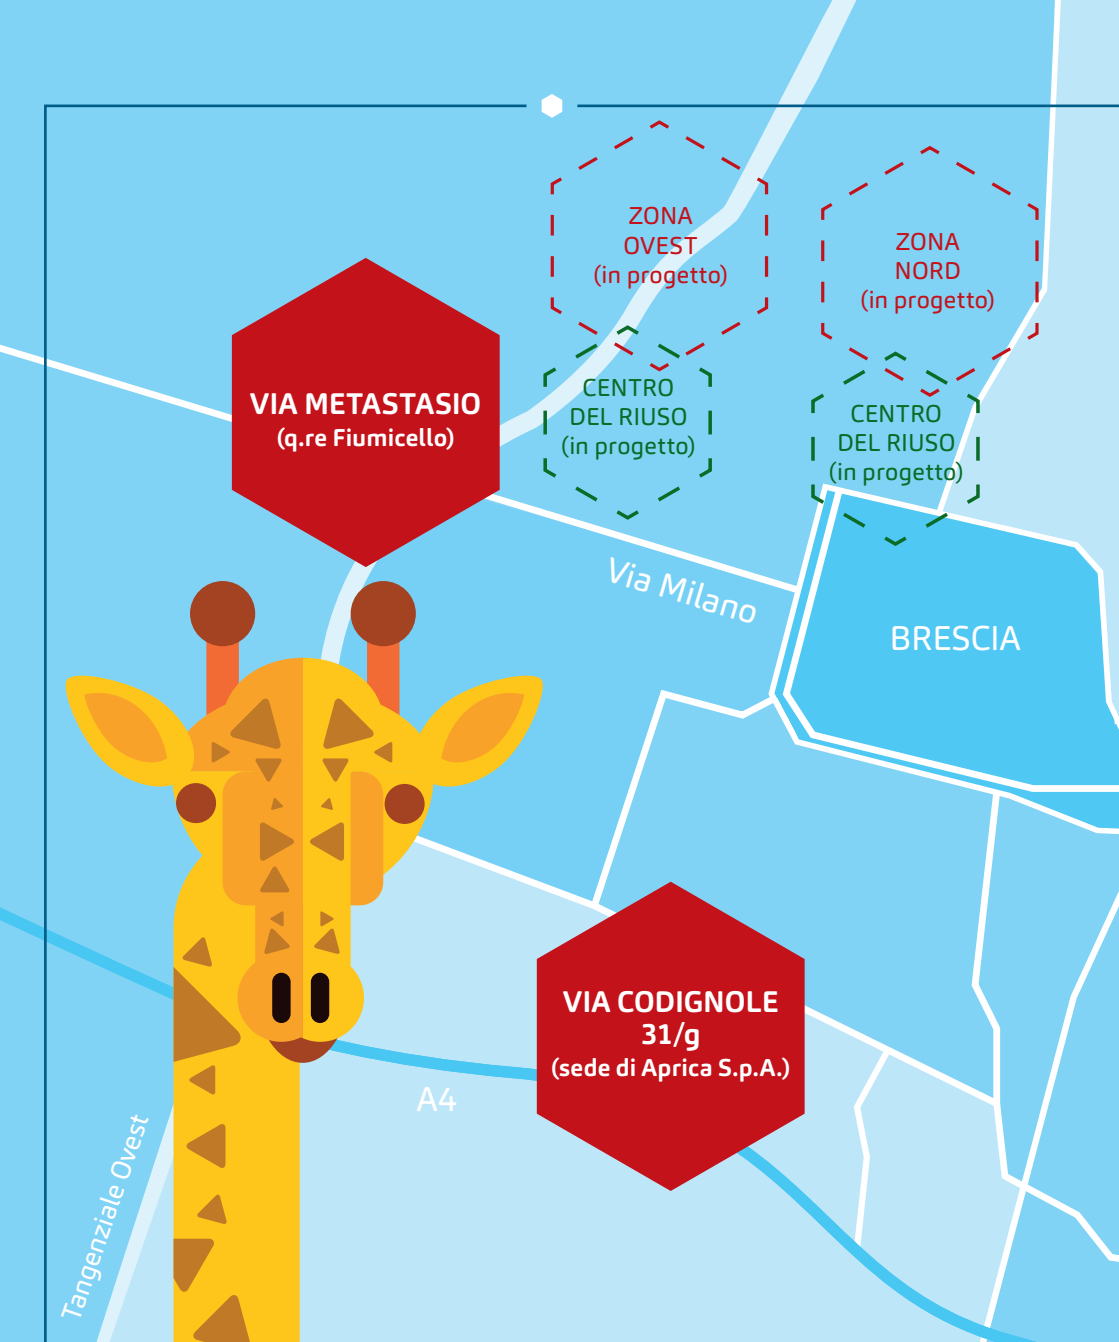 ZONA
OVEST
(in progetto)
ZONA
NORD
(in progetto)
VIA METASTASIO
(q.re Fiumicello)
CENTRO
DEL RIUSO
(in progetto)
CENTRO
DEL RIUSO
(in progetto)
Via Milano
BRESCIA
VIA CODIGNOLE
31/g
(sede di Aprica S.p.A.)
A4
Tangenziale Ovest